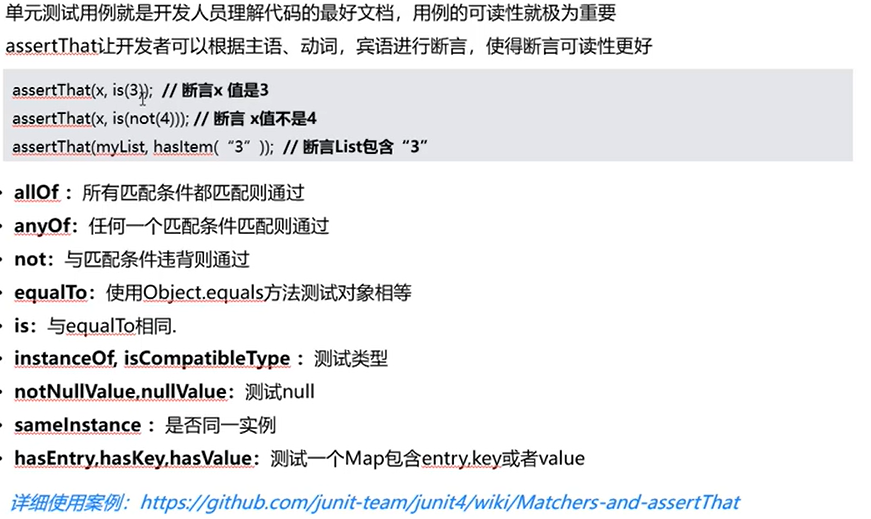 单元测试用例就是开发人员理解代码的最好文档，用例的可读性就极为重要
assertThat让开发者可以根据主语、动词，宾语进行断言，使得断言可读性更好
assertThat(x, is(3)); // 断言x 值是3
assertThat(x, is(not(4))); // 断言 x值不是4
assertThat(myList, hasItem(“3”)); // 断言List包含“3”
• allOf： 所有匹配条件都匹配则通过
• anyOf：任何一个匹配条件匹配则通过
• not：与匹配条件违背则通过
• equalTo：使用Object.equals方法测试对象相等
• is：与equalTo相同.
• instanceOf, isCompatibleType： 测试类型
• notNullValue,nullValue：测试null
• sameInstance： 是否同一实例
• hasEntry,hasKey,hasValue：测试一个Map包含entry,key或者value
详细使用案例：https://github.com/junit-team/junit4/wiki/Matchers-and-assertThat